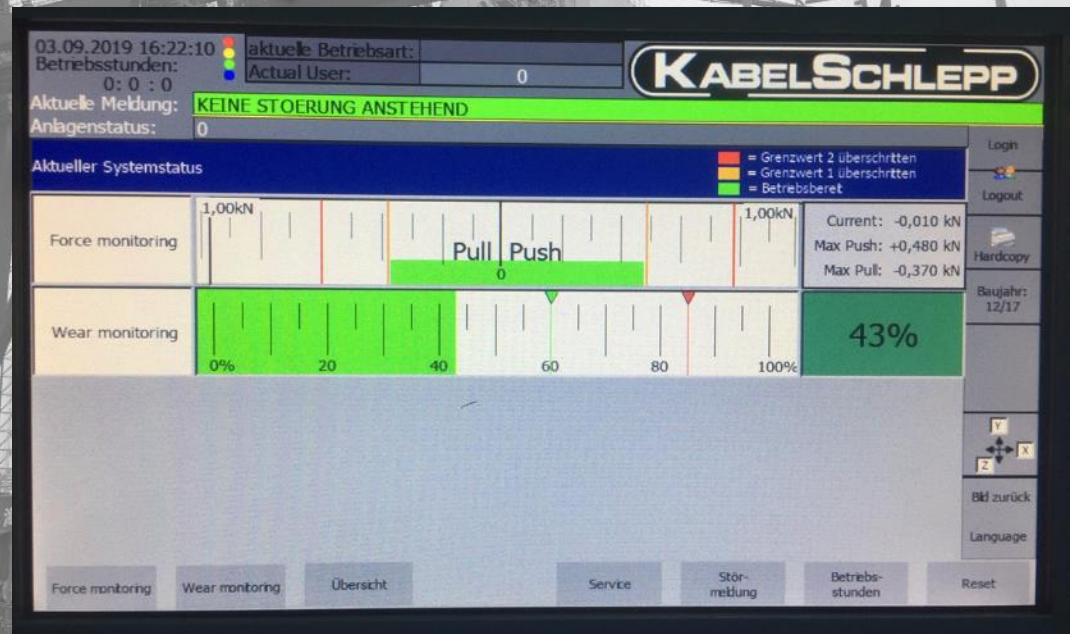 03.09.2019 16:22:10
Betriebsstunden:
0: 0 : 0
aktuelle Betriebsart:
Actual User: 0
KABELSCHLEPP
Aktuelle Meldung: KEINE STOERUNG ANSTEHEND
Anlagenstatus: 0
Aktueller Systemstatus
= Grenzwert 2 überschritten
= Grenzwert 1 überschritten
= Betriebsbereit
Login
Logout
Hardcopy
Baujahr:
12/17
Force monitoring
1,00kN
1,00kN
Pull Push
0
Current: -0,010 kN
Max Push: +0,480 kN
Max Pull: -0,370 kN
Wear monitoring
0% 20 40 60 80 100%
43%
Y
X
Z
Bild zurück
Language
Force monitoring
Wear monitoring
Übersicht
Service
Stör-
meldung
Betriebs-
stunden
Reset